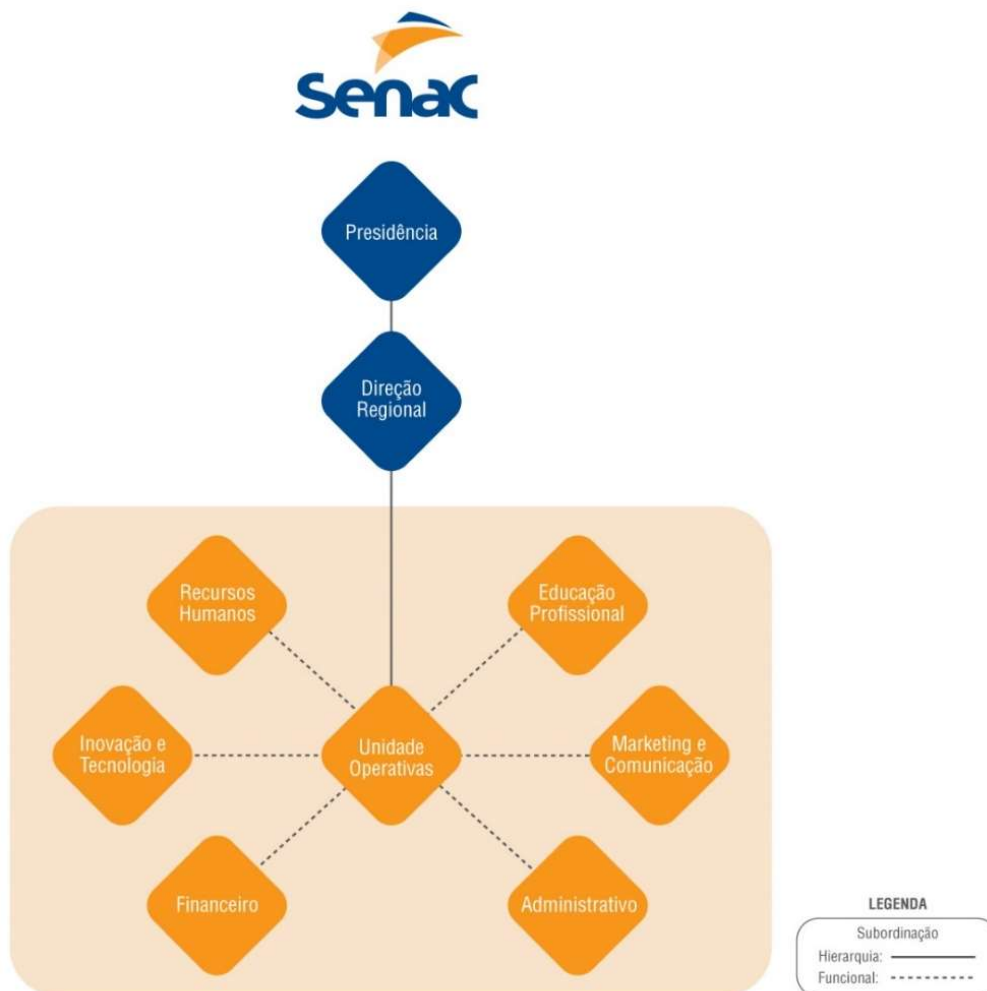 Senac
Presidência
Direção
Regional
Recursos
Humanos
Educação
Profissional
Inovação e
Tecnologia
Unidade
Operativas
Marketing e
Comunicação
Financeiro
Administrativo
LEGENDA
Subordinação
Hierarquia:
Funcional: